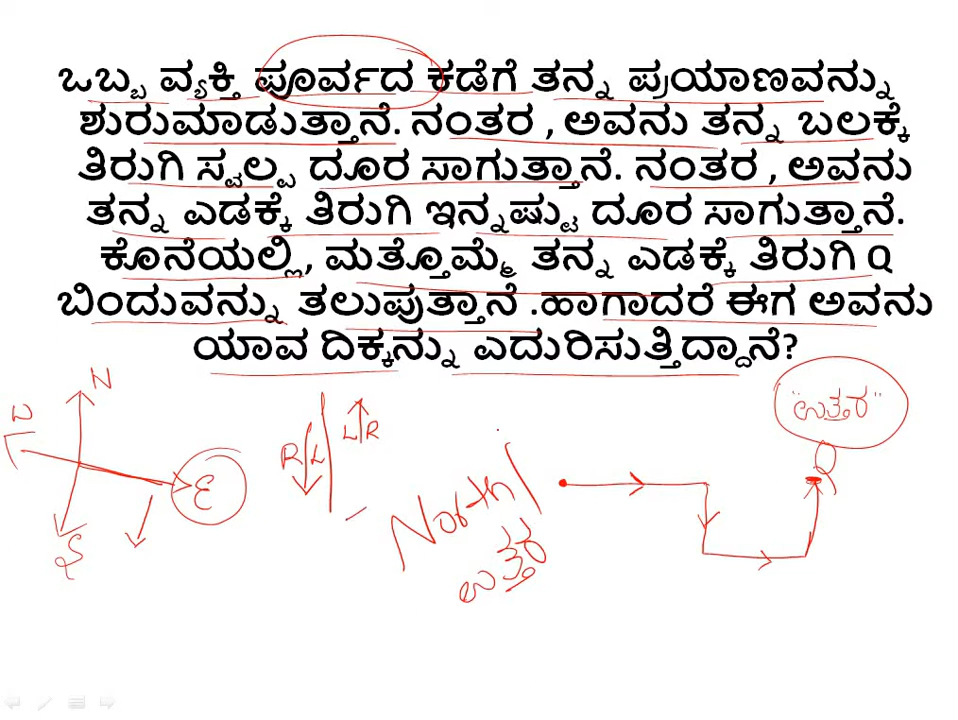 ಒಬ್ಬ ವ್ಯಕ್ತಿ ಪೂರ್ವದ ಕಡೆಗೆ ತನ್ನ ಪ್ರಯಾಣವನ್ನು
ಶುರುಮಾಡುತ್ತಾನೆ. ನಂತರ , ಅವನು ತನ್ನ ಬಲಕ್ಕೆ
ತಿರುಗಿ ಸ್ವಲ್ಪ ದೂರ ಸಾಗುತ್ತಾನೆ. ನಂತರ , ಅವನು
ತನ್ನ ಎಡಕ್ಕೆ ತಿರುಗಿ ಇನ್ನಷ್ಟು ದೂರ ಸಾಗುತ್ತಾನೆ.
ಕೊನೆಯಲ್ಲಿ, ಮತ್ತೊಮ್ಮೆ ತನ್ನ ಎಡಕ್ಕೆ ತಿರುಗಿ Q
ಬಿಂದುವನ್ನು ತಲುಪುತ್ತಾನೆ .ಹಾಗಾದರೆ ಈಗ ಅವನು
ಯಾವ ದಿಕ್ಕನ್ನು ಎದುರಿಸುತ್ತಿದ್ದಾನೆ?
N
"ಉತ್ತರ"
R L L R
E
Q
S
North
ಉತ್ತರ